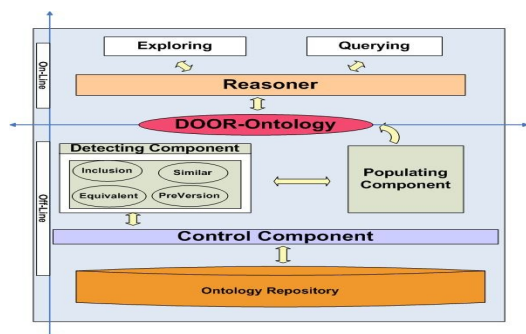 Exploring
Querying
On-Line
Reasoner
DOOR-Ontology
Detecting Component
Inclusion
Similar
Equivalent
PreVersion
Populating
Component
Off-Line
Control Component
Ontology Repository